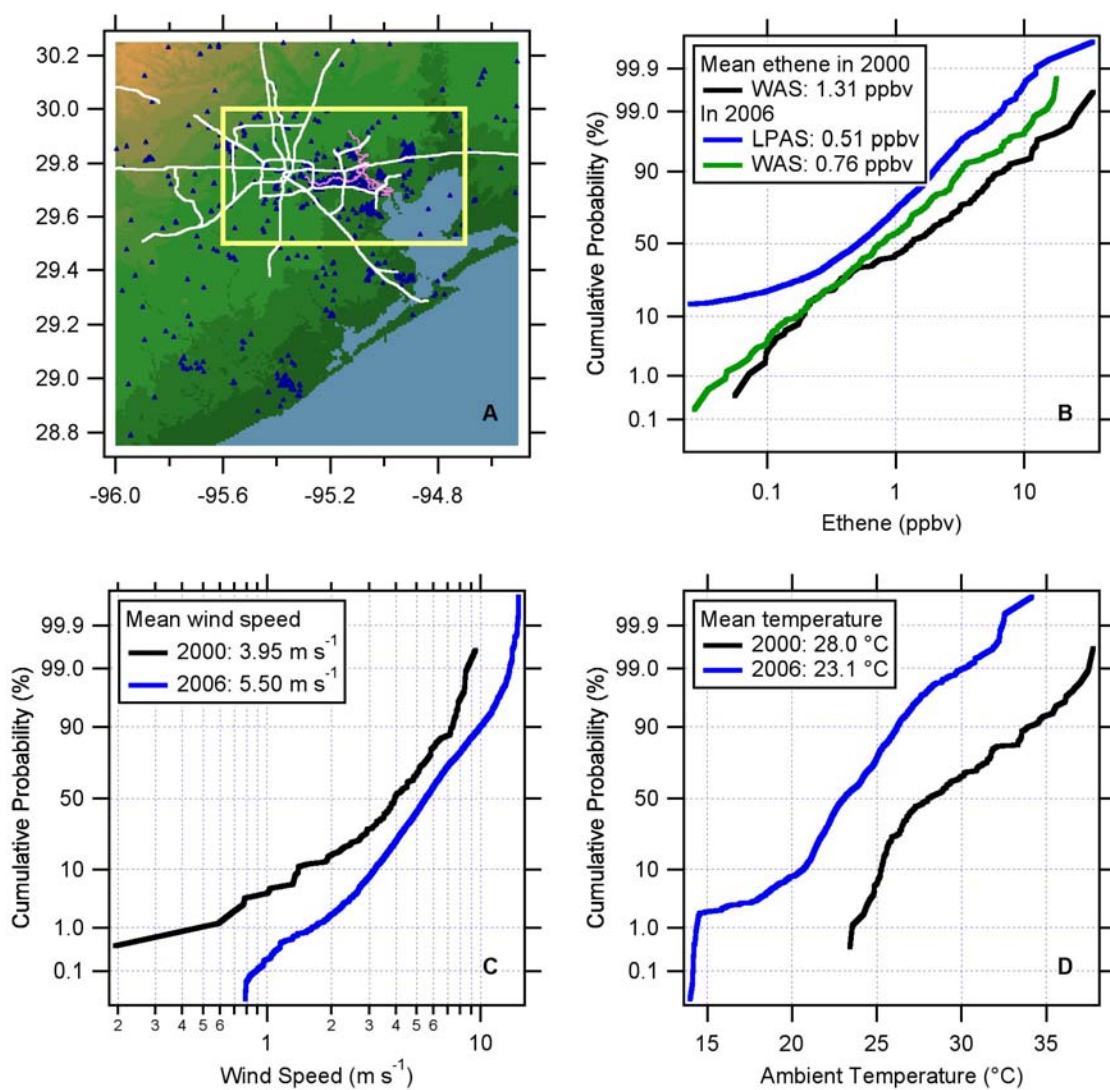 30.2
30.0
29.8
29.6
29.4
29.2
29.0
28.8
-96.0
-95.6
-95.2
-94.8
A
Cumulative Probability (%)
99.9
99.0
90
50
10
1.0
0.1
Mean ethene in 2000
WAS: 1.31 ppbv
In 2006
LPAS: 0.51 ppbv
WAS: 0.76 ppbv
B
0.1
1
10
Ethene (ppbv)
Cumulative Probability (%)
99.9
99.0
90
50
10
1.0
0.1
Mean wind speed
2000: 3.95 m s⁻¹
2006: 5.50 m s⁻¹
C
2 3 4 5 6 1 2 3 4 5 6 10
Wind Speed (m s⁻¹)
Cumulative Probability (%)
99.9
99.0
90
50
10
1.0
0.1
Mean temperature
2000: 28.0 °C
2006: 23.1 °C
D
15
20
25
30
35
Ambient Temperature (°C)